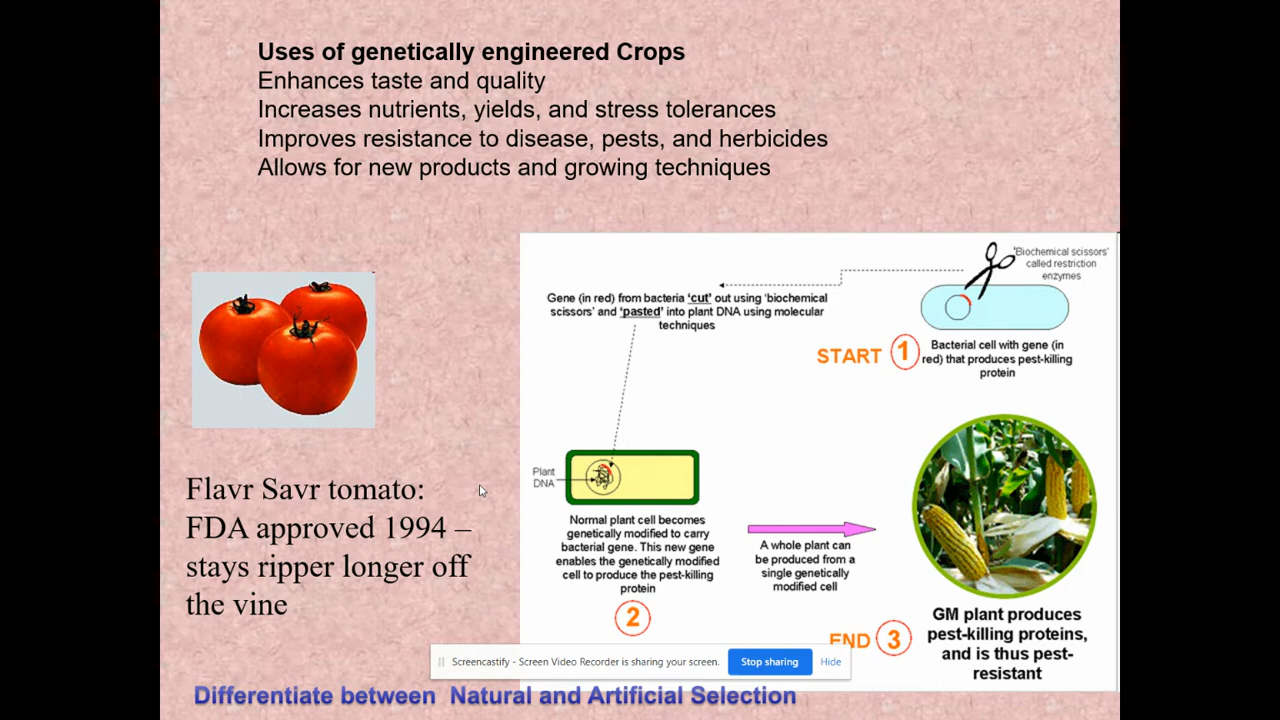 Uses of genetically engineered Crops
Enhances taste and quality
Increases nutrients, yields, and stress tolerances
Improves resistance to disease, pests, and herbicides
Allows for new products and growing techniques
'Biochemical scissors'
called restriction
enzymes
Gene (in red) from bacteria 'cut' out using 'biochemical
scissors' and 'pasted' into plant DNA using molecular
techniques
START 1
Bacterial cell with gene (in
red) that produces pest-killing
protein
Plant
DNA
Normal plant cell becomes
genetically modified to carry
bacterial gene. This new gene
enables the genetically modified
cell to produce the pest-killing
protein
2
A whole plant can
be produced from a
single genetically
modified cell
GM plant produces
pest-killing proteins,
and is thus pest-
resistant
END 3
Flavr Savr tomato:
FDA approved 1994 –
stays ripper longer off
the vine
Screencastify - Screen Video Recorder is sharing your screen.
Stop sharing
Hide
Differentiate between Natural and Artificial Selection